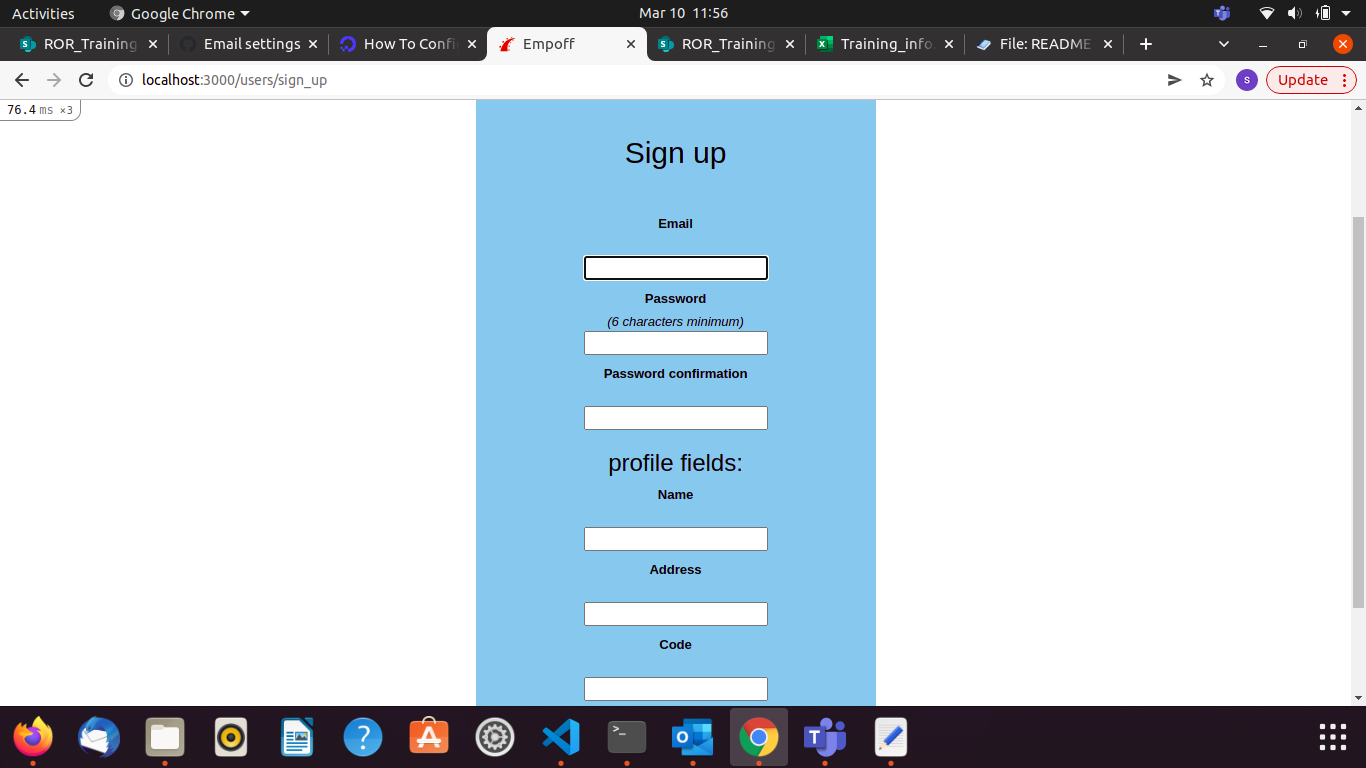 Activities
Google Chrome
Mar 10 11:56
ROR_Training
Email settings
How To Confi
Empoff
ROR_Training
Training_info.
File: README
localhost:3000/users/sign_up
s
Update
76.4 ms ×3
Sign up
Email
Password
(6 characters minimum)
Password confirmation
profile fields:
Name
Address
Code